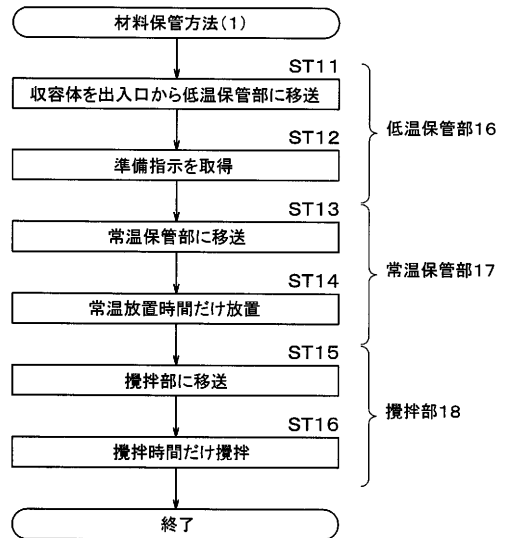 材料保管方法(1)
ST11
収容体を出入口から低温保管部に移送
ST12
準備指示を取得
低温保管部16
ST13
常温保管部に移送
ST14
常温放置時間だけ放置
常温保管部17
ST15
攪拌部に移送
ST16
攪拌時間だけ攪拌
攪拌部18
終了